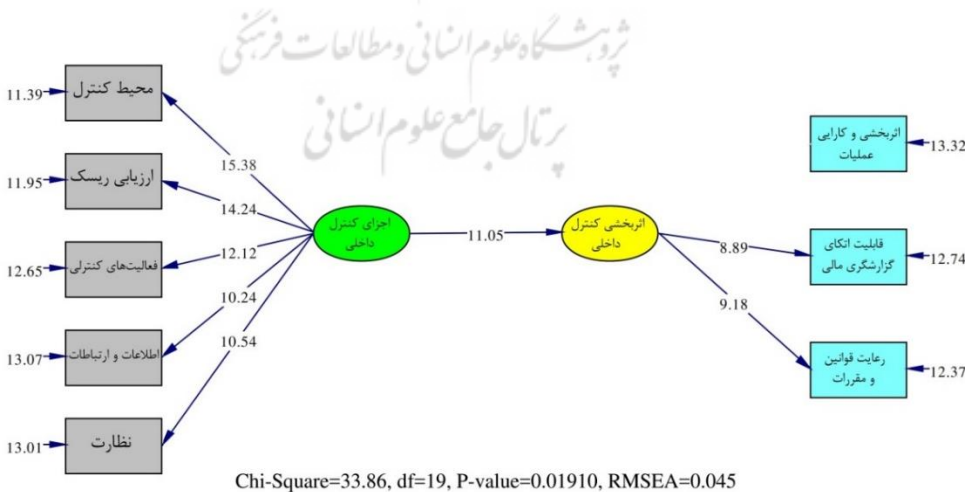 پژوهشگاه علوم انسانی و مطالعات فرهنگی
پرتال جامع علوم انسانی
11.39
محیط کنترل
11.95
ارزیابی ریسک
12.65
فعالیت‌های کنترلی
13.07
اطلاعات و ارتباطات
13.01
نظارت
15.38
14.24
12.12
10.24
10.54
اجزای کنترل
داخلی
11.05
اثربخشی کنترل
داخلی
8.89
9.18
اثربخشی و کارایی
عملیات
13.32
قابلیت اتکای
گزارشگری مالی
12.74
رعایت قوانین
و مقررات
12.37
Chi-Square=33.86, df=19, P-value=0.01910, RMSEA=0.045